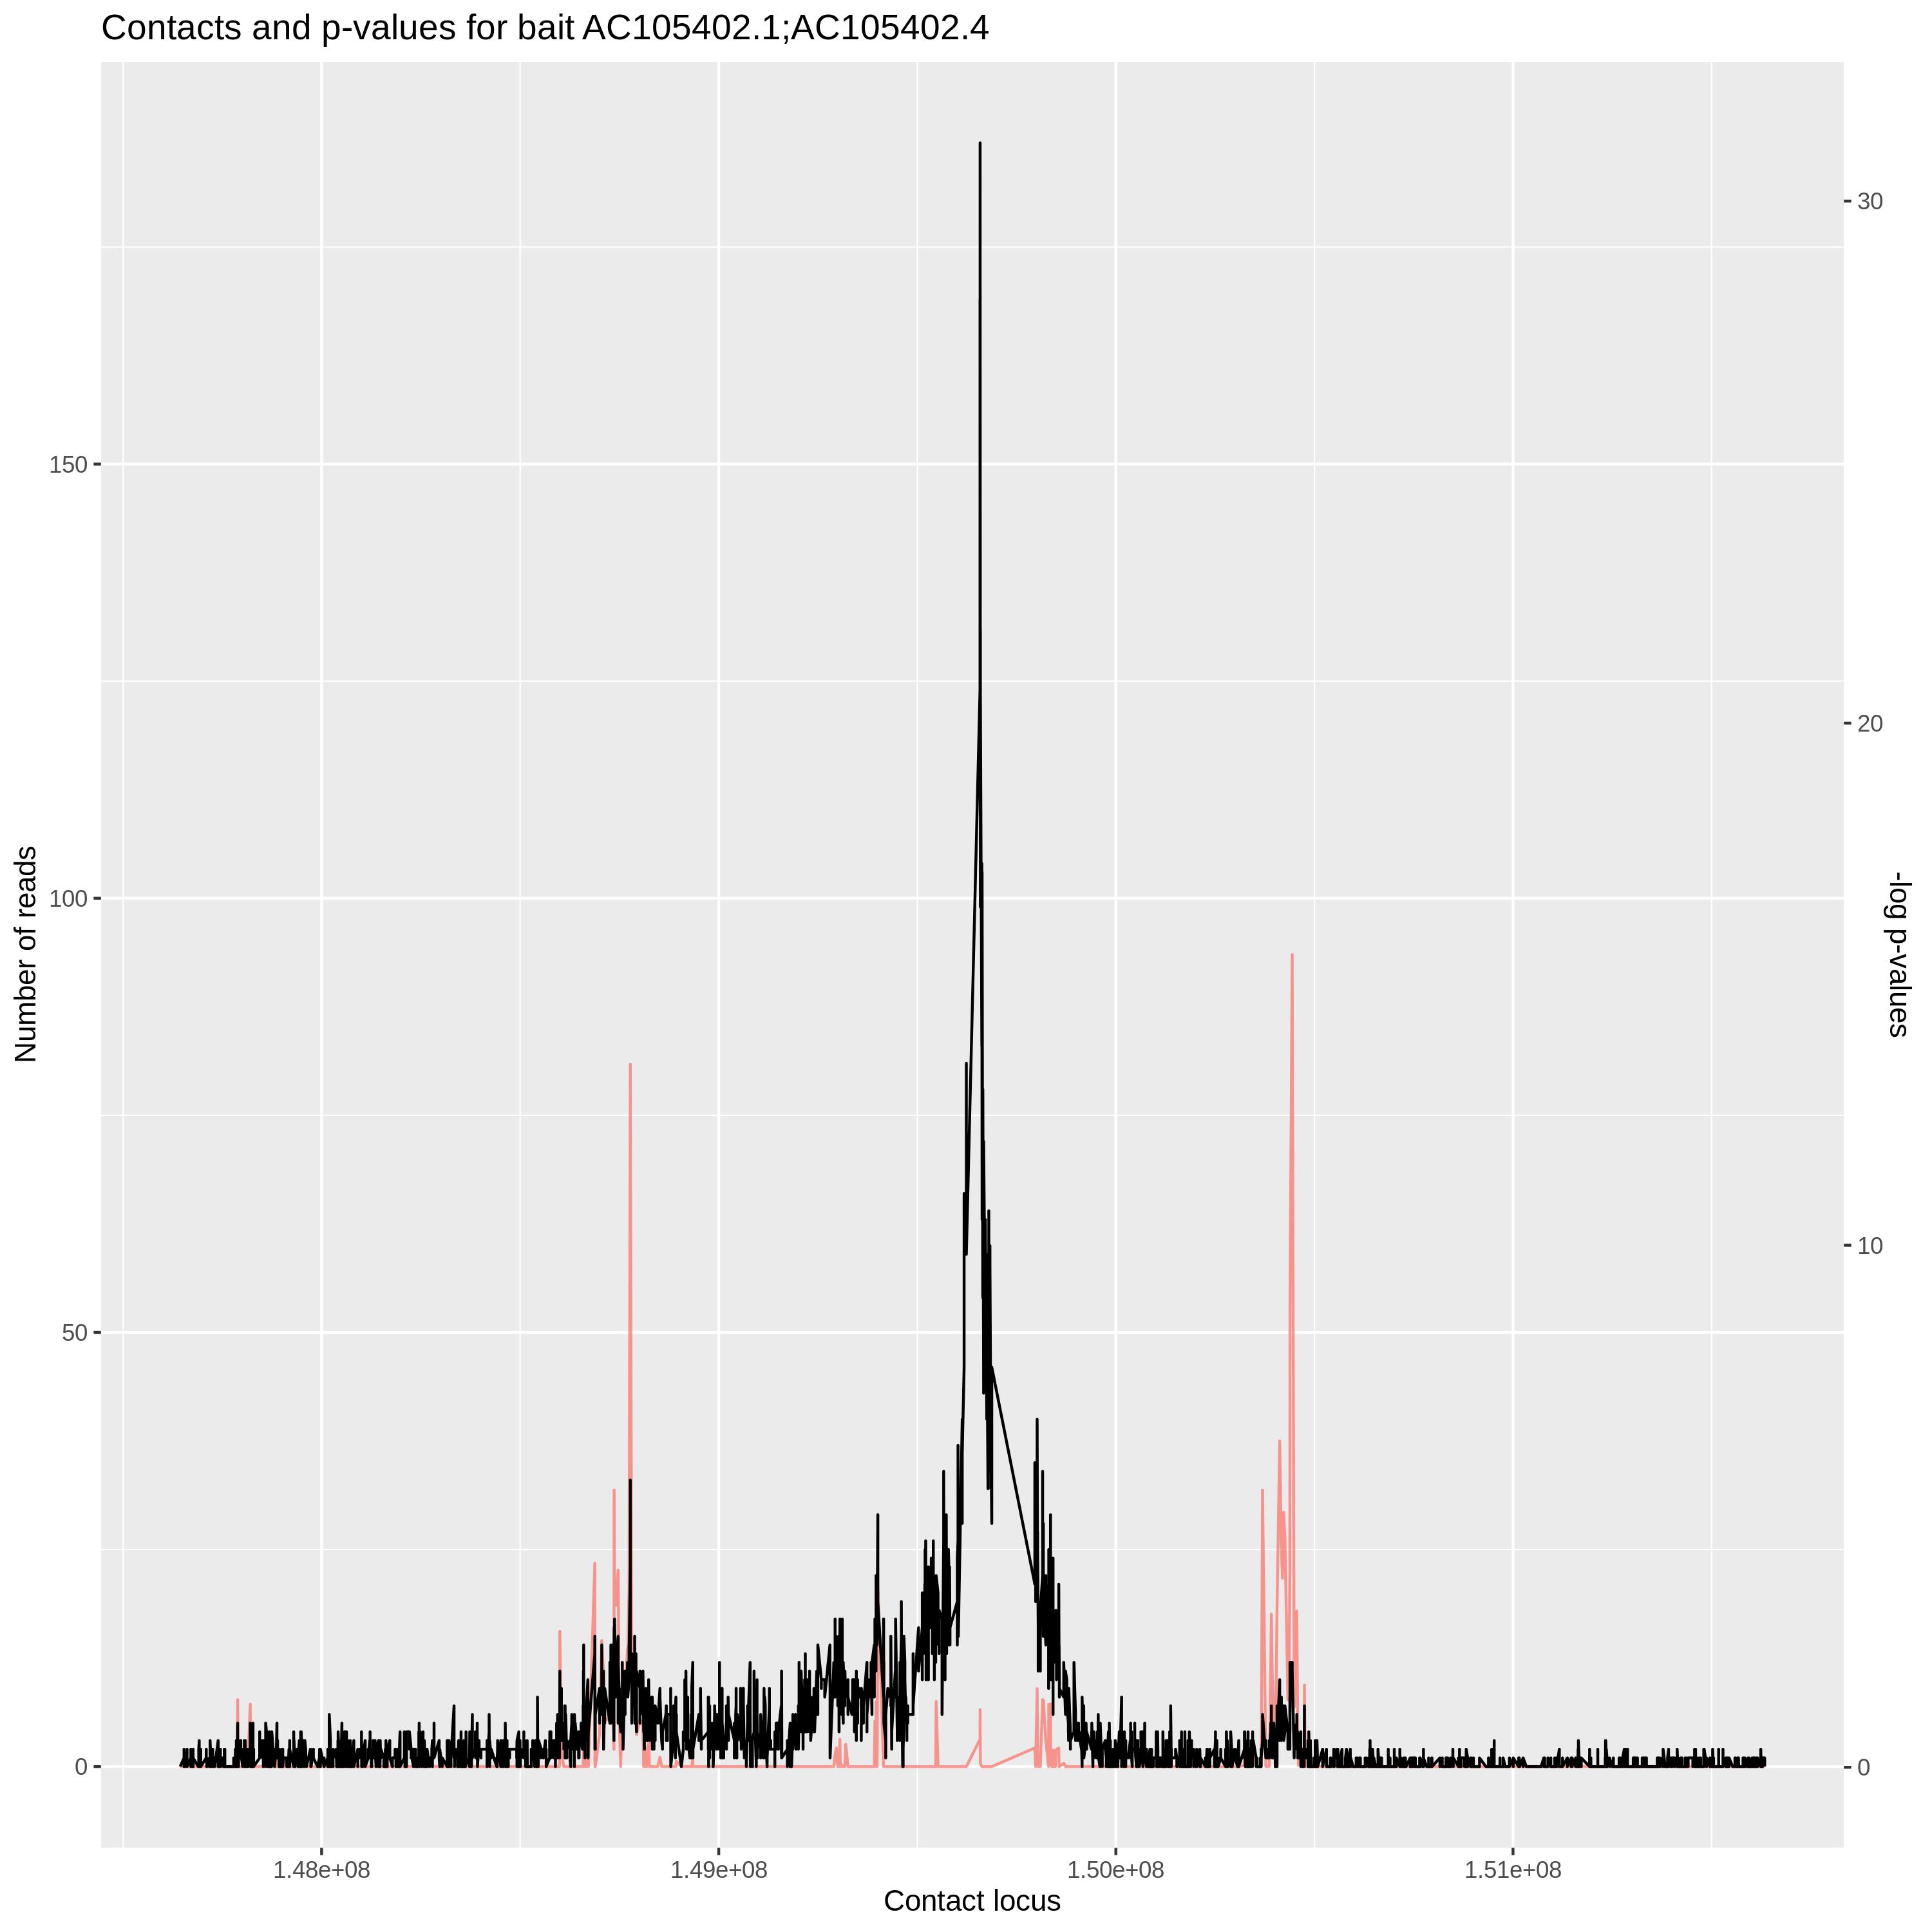 Contacts and p-values for bait AC105402.1;AC105402.4
Number of reads
150
100
50
0
30
20
10
0
-log p-values
1.48e+08
1.49e+08
1.50e+08
1.51e+08
Contact locus